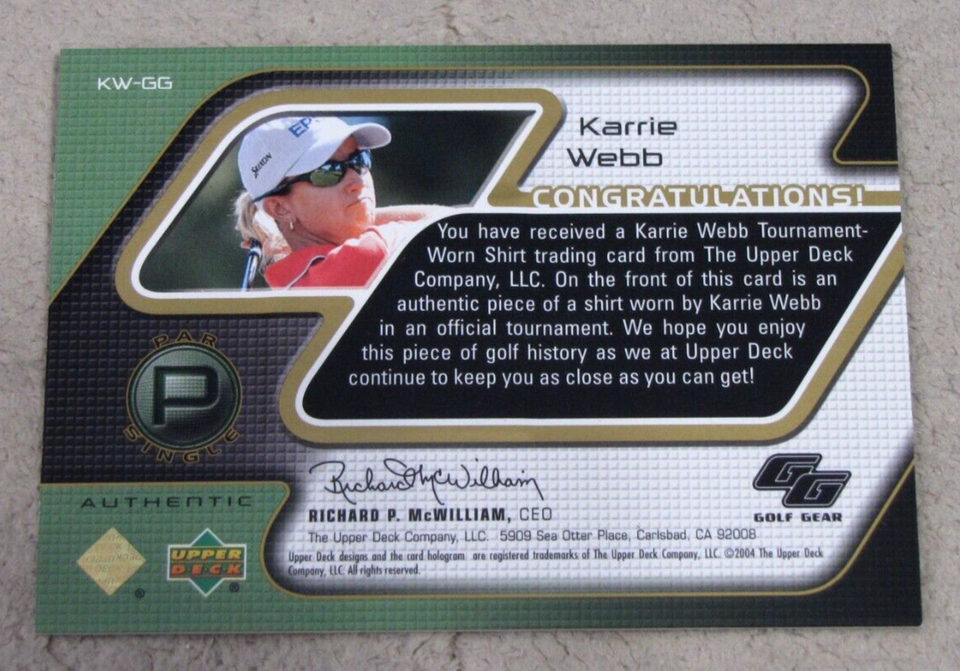 KW-GG
EP
SRIXON
Karrie
Webb
CONGRATULATIONS!
You have received a Karrie Webb Tournament-
Worn Shirt trading card from The Upper Deck
Company, LLC. On the front of this card is an
authentic piece of a shirt worn by Karrie Webb
in an official tournament. We hope you enjoy
this piece of golf history as we at Upper Deck
continue to keep you as close as you can get!
PAR
P
SINGLE
AUTHENTIC
UPPER
DECK
®
®
Richard McWilliam
RICHARD P. McWILLIAM, CEO
The Upper Deck Company, LLC. 5909 Sea Otter Place, Carlsbad, CA 92008
Upper Deck designs and the card hologram are registered trademarks of The Upper Deck Company, LLC. ©2004 The Upper Deck
Company, LLC. All rights reserved.
GG
GOLF GEAR